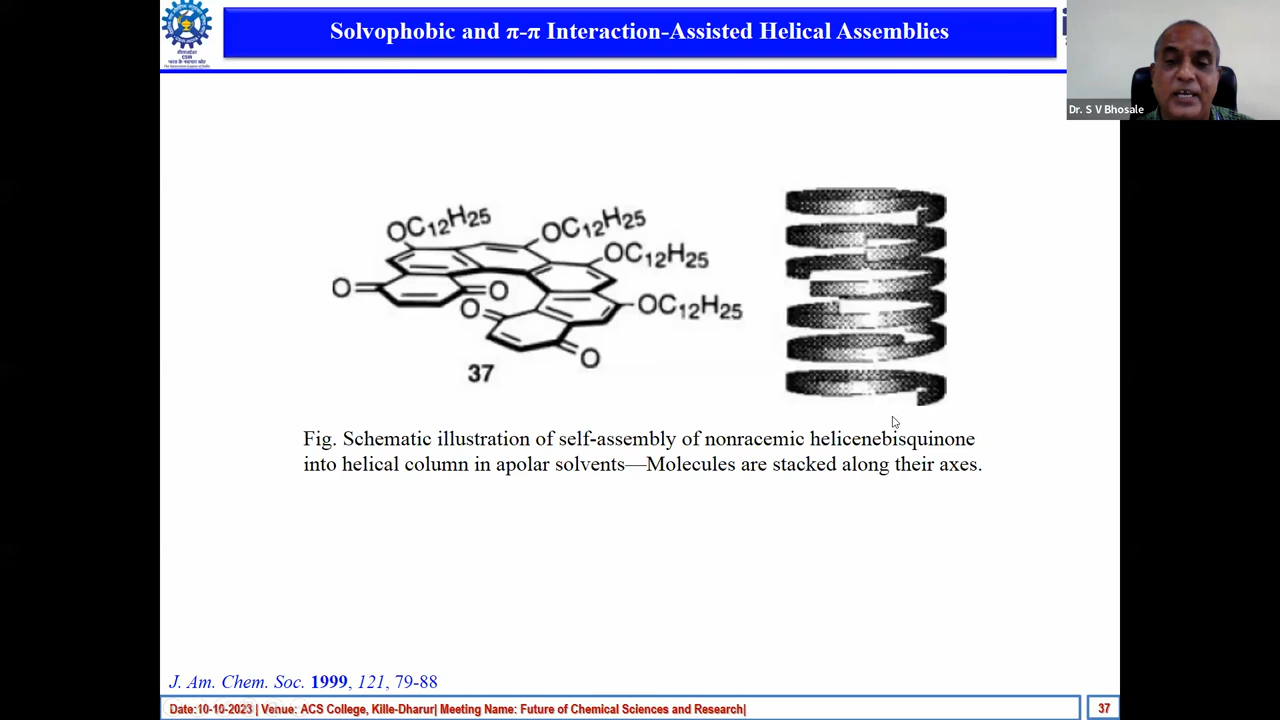 Solvophobic and π-π Interaction-Assisted Helical Assemblies
Dr. S V Bhosale
OC12H25
OC12H25
OC12H25
OC12H25
O
O
O
O
37
Fig. Schematic illustration of self-assembly of nonracemic helicenebisquinone
into helical column in apolar solvents—Molecules are stacked along their axes.
J. Am. Chem. Soc. 1999, 121, 79-88
Date:10-10-2023| Venue: ACS College, Kille-Dharur| Meeting Name: Future of Chemical Sciences and Research|
37